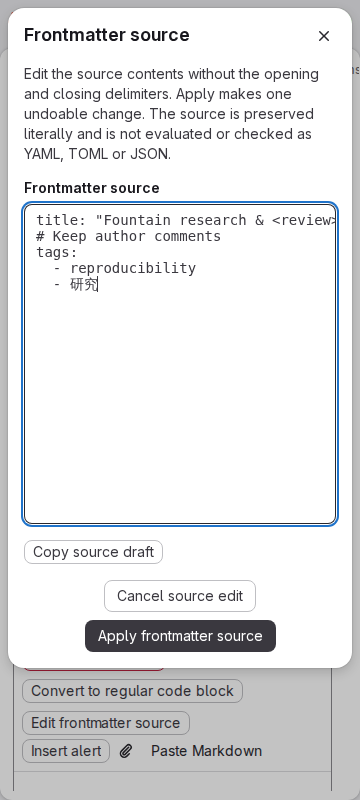 Frontmatter source
Edit the source contents without the opening
and closing delimiters. Apply makes one
undoable change. The source is preserved
literally and is not evaluated or checked as
YAML, TOML or JSON.
Frontmatter source
title: "Fountain research & <review>
# Keep author comments
tags:
  - reproducibility
  - 研究
Copy source draft
Cancel source edit
Apply frontmatter source
Convert to regular code block
Edit frontmatter source
Insert alert
Paste Markdown